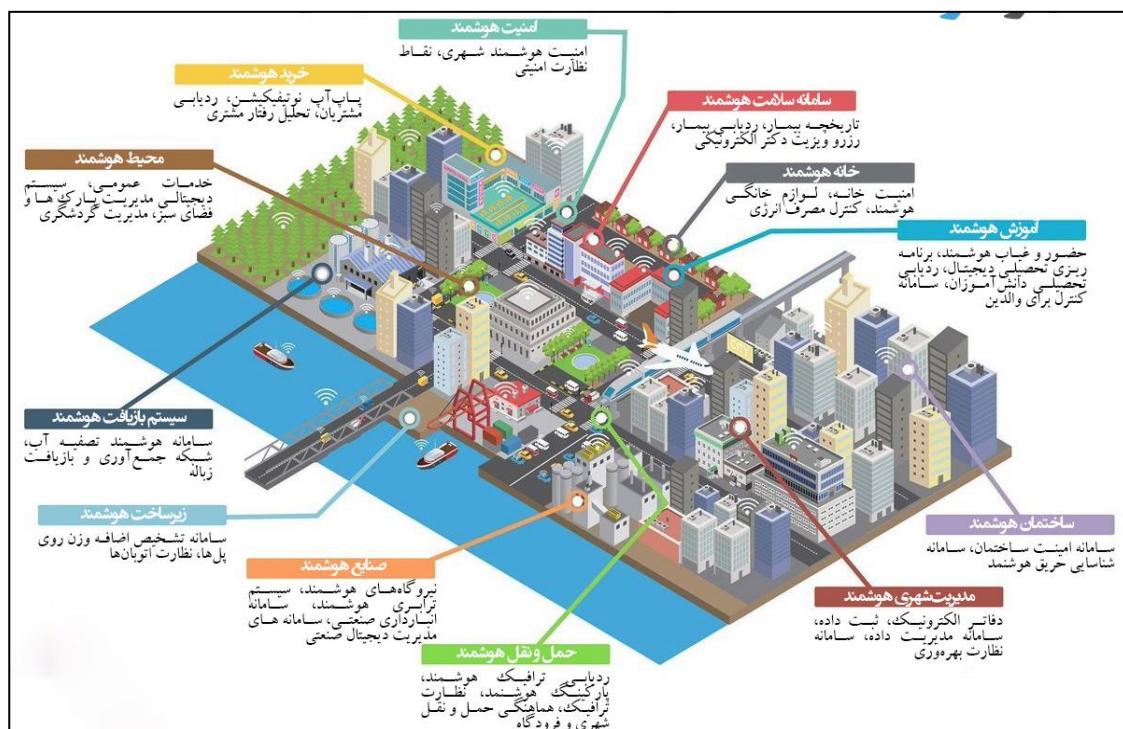 امنیت هوشمند
امنیت هوشمند شهری، نقاط
نظارت امنیتی
خرید هوشمند
پاپ‌آپ نوتیفیکیشن، ردیابی
مشتریان، تحلیل رفتار مشتری
سامانه سلامت هوشمند
تاریخچه بیمار، ردیابی بیمار،
رزرو ویزیت دکتر الکترونیکی
محیط هوشمند
خدمات عمومی، سیستم
دیجیتالی مدیریت پارک ها و
فضای سبز، مدیریت گردشگری
خانه هوشمند
امنیت خانه، لوازم خانگی
هوشمند، کنترل مصرف انرژی
آموزش هوشمند
حضور و غیاب هوشمند، برنامه
ریزی تحصیلی دیجیتال، ردیابی
تحصیلی دانش آموزان، سامانه
کنترل برای والدین
CITY
سیستم بازیافت هوشمند
سامانه هوشمند تصفیه آب،
شبکه جمع‌آوری و بازیافت
زباله
زیرساخت هوشمند
سامانه تشخیص اضافه وزن روی
پل‌ها، نظارت اتوبان‌ها
ساختمان هوشمند
سامانه امینت ساختمان، سامانه
شناسایی حریق هوشنمد
صنایع هوشمند
نیروگاه‌های هوشمند، سیستم
ترابری هوشمند، سامانه
انبارداری صنعتی، سامانه های
مدیریت دیجیتال صنعتی
مدیریت‌شهری هوشمند
دفاتر الکترونیک، ثبت داده،
سامانه مدیریت داده، سامانه
نظارت بهره‌وری
حمل و نقل هوشمند
ردیابی ترافیک هوشمند،
پارکینگ هوشنمد، نظارت
ترافیک، هماهنگی حمل و نقل
شهری و فرودگاه